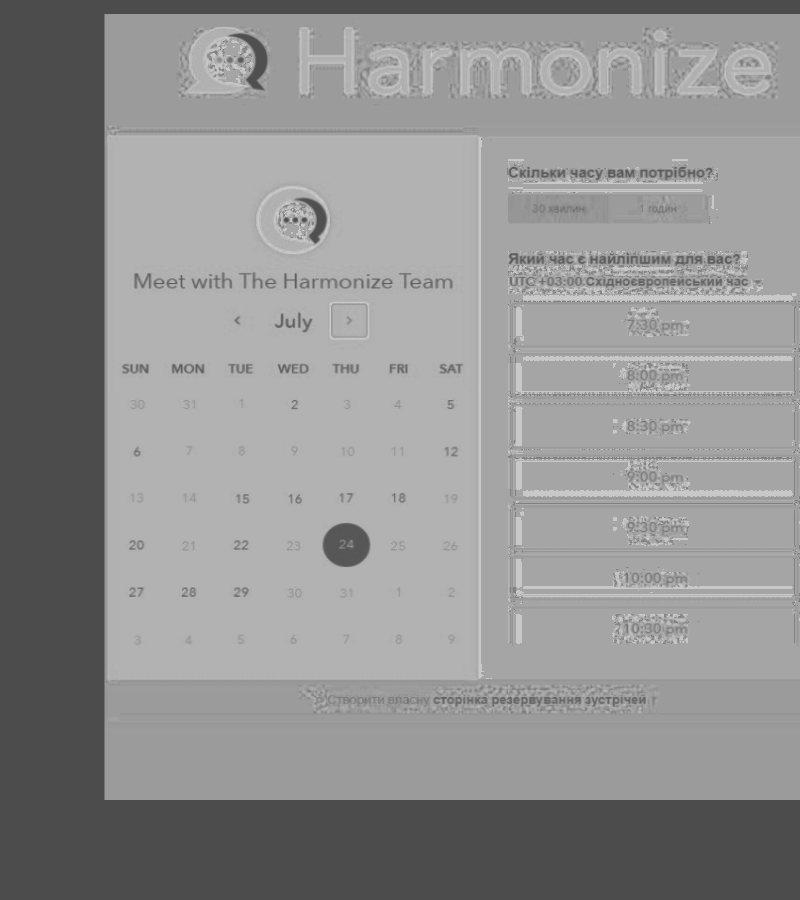 Harmonize
Meet with The Harmonize Team
July
SUN MON TUE WED THU FRI SAT
30 31 1 2 3 4 5
6 7 8 9 10 11 12
13 14 15 16 17 18 19
20 21 22 23 24 25 26
27 28 29 30 31 1 2
3 4 5 6 7 8 9
Скільки часу вам потрібно?
30 хвилин 1 годин
Який час є найліпшим для вас?
UTC +03:00 Східноєвропейський час
7:30 pm
8:00 pm
8:30 pm
9:00 pm
9:30 pm
10:00 pm
10:30 pm
Створити власну сторінка резервування зустрічей